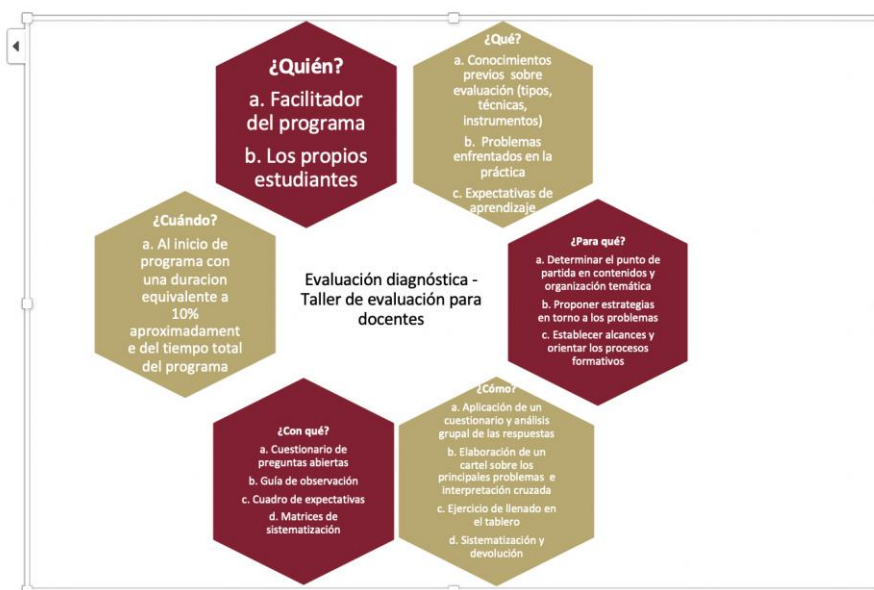 ¿Quién?
a. Facilitador
del programa
b. Los propios
estudiantes
¿Qué?
a. Conocimientos
previos sobre
evaluación (tipos,
técnicas,
instrumentos)
b. Problemas
enfrentados en la
práctica
c. Expectativas de
aprendizaje
¿Cuándo?
a. Al inicio de
programa con
una duracion
equivalente a
10%
aproximadament
e del tiempo total
del programa
Evaluación diagnóstica -
Taller de evaluación para
docentes
¿Para qué?
a. Determinar el punto de
partida en contenidos y
organización temática
b. Proponer estrategias
en torno a los problemas
c. Establecer alcances y
orientar los procesos
formativos
¿Con qué?
a. Cuestionario de
preguntas abiertas
b. Guía de observación
c. Cuadro de expectativas
d. Matrices de
sistematización
¿Cómo?
a. Aplicación de un
cuestionario y análisis
grupal de las respuestas
b. Elaboración de un
cartel sobre los
principales problemas e
interpretación cruzada
c. Ejercicio de llenado en
el tablero
d. Sistematización y
devolución